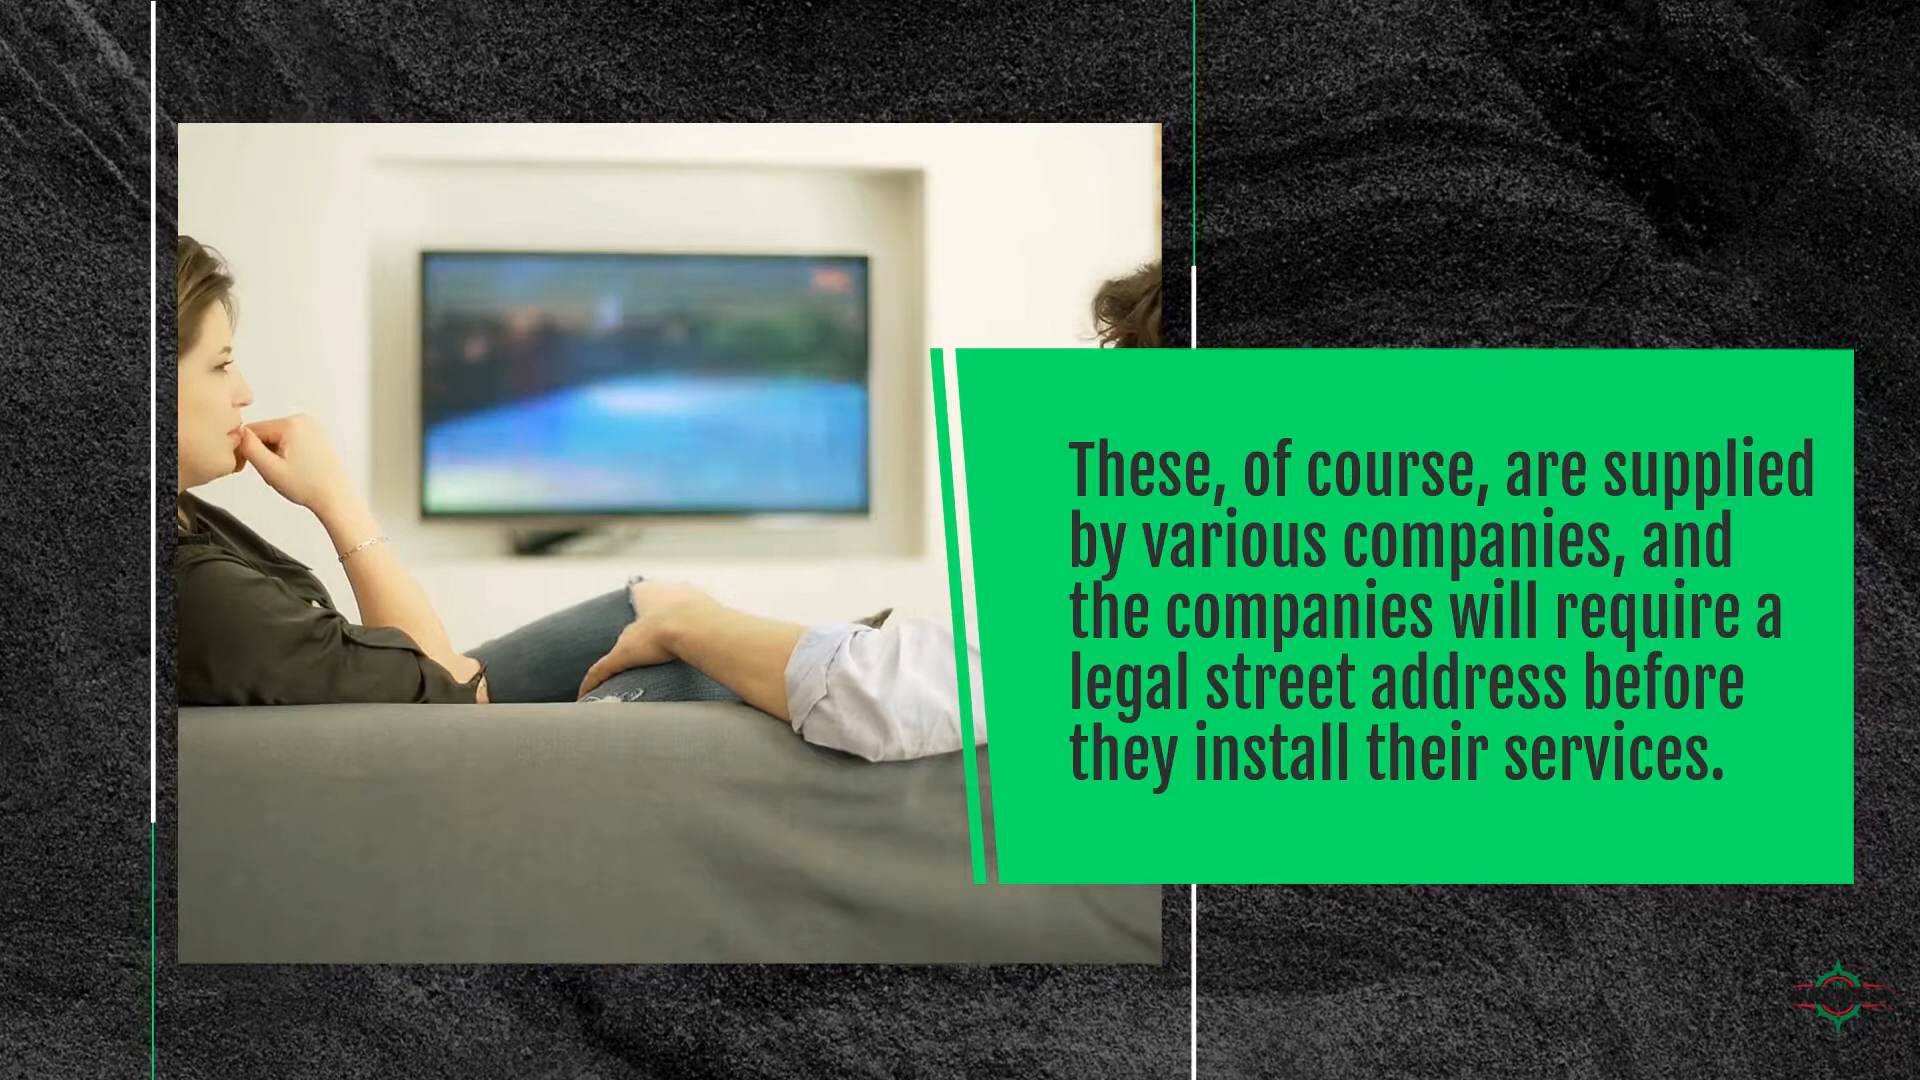 These, of course, are supplied
by various companies, and
the companies will require a
legal street address before
they install their services.